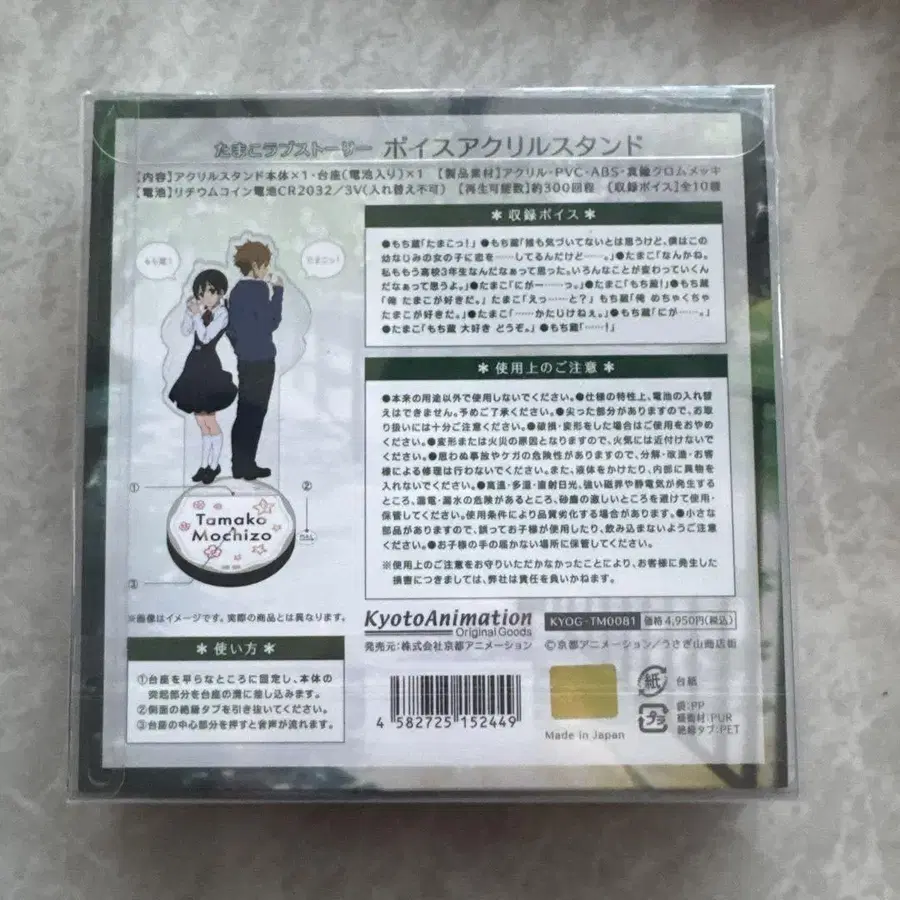 たまこラブストーリー ボイスアクリルスタンド
【内容】アクリルスタンド本体×1・台座(電池入り)×1 【製品素材】アクリル・PVC・ABS・真鍮クロムメッキ
【電池】リチウムコイン電池CR2032/3V(入れ替え不可) 【再生可能数】約300回程 《収録ボイス》全10種
もち蔵!
たまこっ!
Tamako
&
Mochizo
①
②
③
※画像はイメージです。実際の商品とは異なります。
＊ 使い方 ＊
①台座を平らなところに固定し、本体の
突起部分を台座の溝に差し込みます。
②側面の絶縁タブを引き抜いてください。
③台座の中心部分を押すと音声が流れます。
＊ 収録ボイス ＊
●もち蔵「たまこっ!」●もち蔵「誰も気づいてないとは思うけど、僕はこの
幼なじみの女の子に恋を……してるんだけど……。」●たまこ「なんかね。
私ももう高校3年生なんだなぁって思った。いろんなことが変わっていくん
だなぁって思うよ。」●たまこ「にがー……っ。」●たまこ「もち蔵!」●もち蔵
「俺 たまこが好きだ。」 たまこ「えっ……と?」 もち蔵「俺 めちゃくちゃ
たまこが好きだ。」●たまこ「……かたじけねぇ。」●もち蔵「にが……。」
●たまこ「もち蔵 大好き どうぞ。」●もち蔵「……!」
＊ 使用上のご注意 ＊
●本来の用途以外で使用しないでください。●仕様の特性上、電池の入れ替
えはできません。予めご了承ください。●尖った部分がありますので、お取
り扱いには十分ご注意ください。●破損・変形をした場合はご使用をおやめ
ください。●変形または火災の原因となりますので、火気には近付けないで
ください。●思わぬ事故やケガの危険性がありますので、分解・改造・お客
様による修理は行わないでください。また、液体をかけたり、内部に異物を
入れないでください。●高温・多湿・直射日光、強い磁界や静電気が発生する
ところ、漏電・漏水の危険があるところ、砂塵の激しいところを避けて使用・
保管してください。使用条件により品質劣化する場合があります。●小さな
部品がありますので、誤ってお子様が使用したり、飲み込まないようご注意
ください。●お子様の手の届かない場所に保管してください。
※使用上のご注意をお守りいただかなかったことにより、お客様に発生した
損害につきましては、弊社は責任を負いかねます。
KyotoAnimation
Original Goods
KYOG-TM0081 価格 4,950円(税込)
発売元:株式会社京都アニメーション ©京都アニメーション/うさぎ山商店街
4 582725 152449
Made in Japan
紙 台紙
プラ 袋:PP
緩衝材:PUR
絶縁タブ:PET